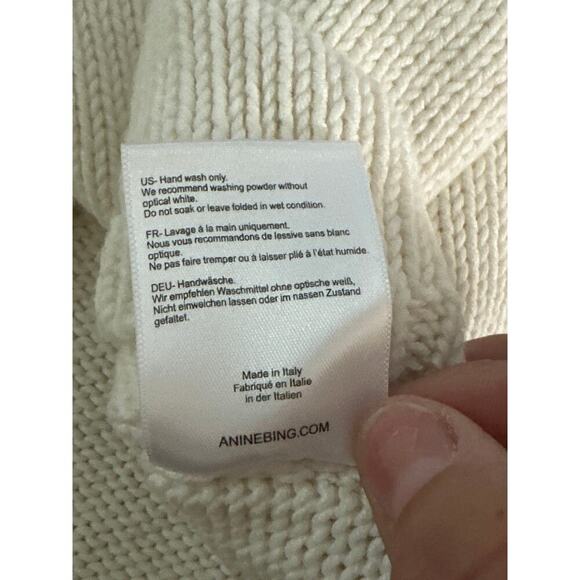 US- Hand wash only.
We recommend washing powder without
optical white.
Do not soak or leave folded in wet condition.
FR- Lavage à la main uniquement.
Nous vous recommandons de lessive sans blanc
optique.
Ne pas faire tremper ou à laisser plié à l'état humide.
DEU- Handwäsche.
Wir empfehlen Waschmittel ohne optische weiß,
Nicht einweichen lassen oder im nassen Zustand
gefaltet.
Made in Italy
Fabriqué en Italie
in der Italien
ANINEBING.COM